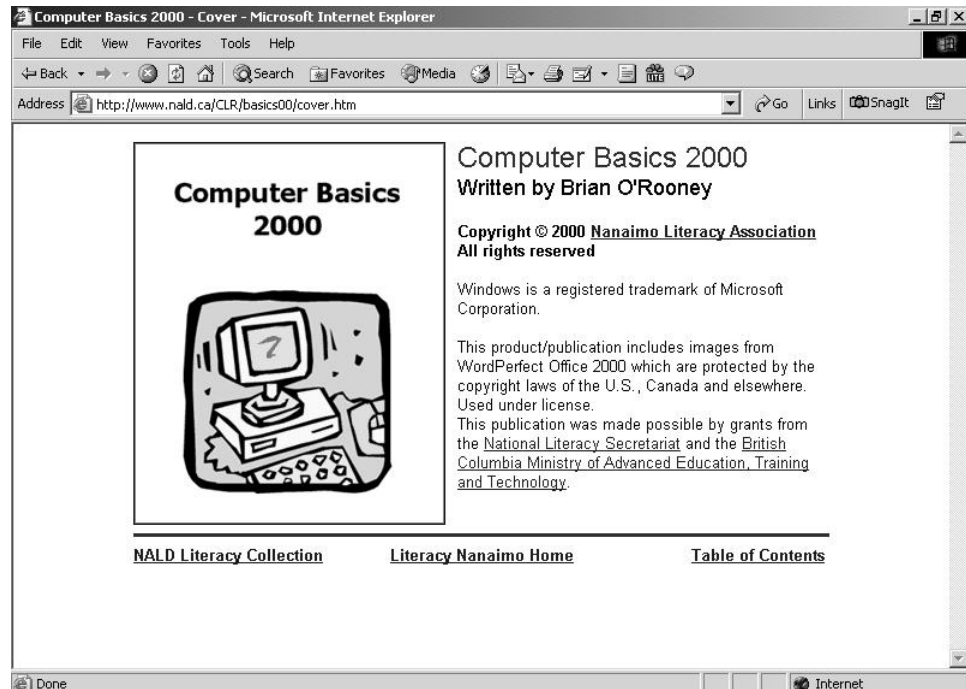 Computer Basics 2000 - Cover - Microsoft Internet Explorer
File Edit View Favorites Tools Help
Back Search Favorites Media
Address http://www.nald.ca/CLR/basics00/cover.htm Go Links SnagIt
Computer Basics
2000
?
Computer Basics 2000
Written by Brian O'Rooney
Copyright © 2000 Nanaimo Literacy Association
All rights reserved
Windows is a registered trademark of Microsoft
Corporation.
This product/publication includes images from
WordPerfect Office 2000 which are protected by the
copyright laws of the U.S., Canada and elsewhere.
Used under license.
This publication was made possible by grants from
the National Literacy Secretariat and the British
Columbia Ministry of Advanced Education, Training
and Technology.
NALD Literacy Collection Literacy Nanaimo Home Table of Contents
Done Internet